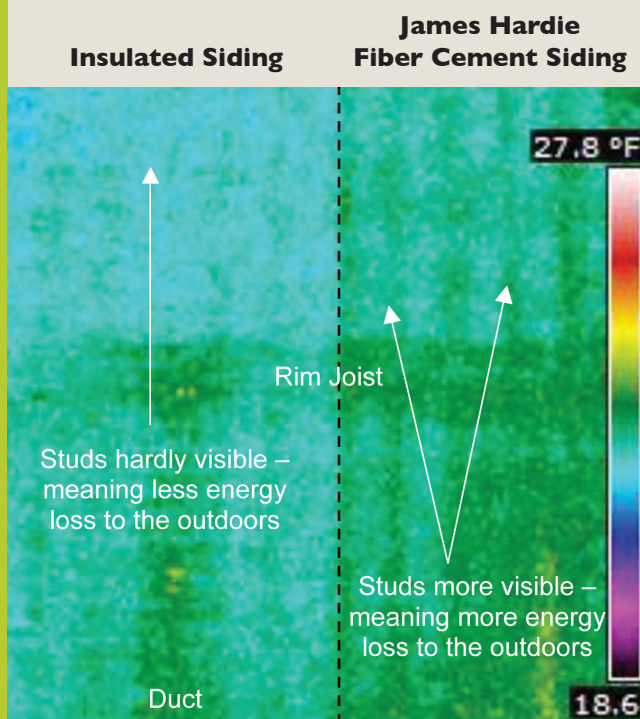 Insulated Siding
James Hardie
Fiber Cement Siding
27.8 °F
Rim Joist
Studs hardly visible –
meaning less energy
loss to the outdoors
Studs more visible –
meaning more energy
loss to the outdoors
Duct
18.6